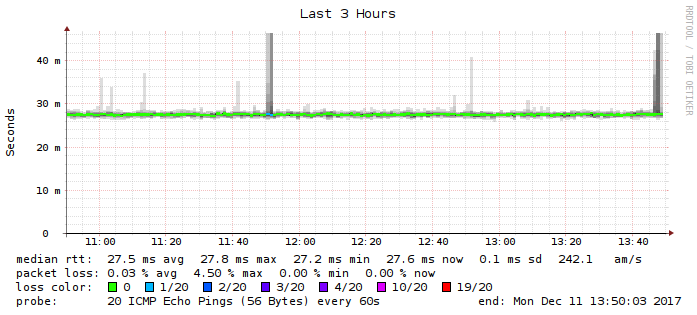 Last 3 Hours
RRDTOOL / TOBI OETIKER
Seconds
40 m
30 m
20 m
10 m
0
11:00 11:20 11:40 12:00 12:20 12:40 13:00 13:20 13:40
median rtt: 27.5 ms avg 27.8 ms max 27.2 ms min 27.6 ms now 0.1 ms sd 242.1 am/s
packet loss: 0.03 % avg 4.50 % max 0.00 % min 0.00 % now
loss color: 0 1/20 2/20 3/20 4/20 10/20 19/20
probe: 20 ICMP Echo Pings (56 Bytes) every 60s end: Mon Dec 11 13:50:03 2017